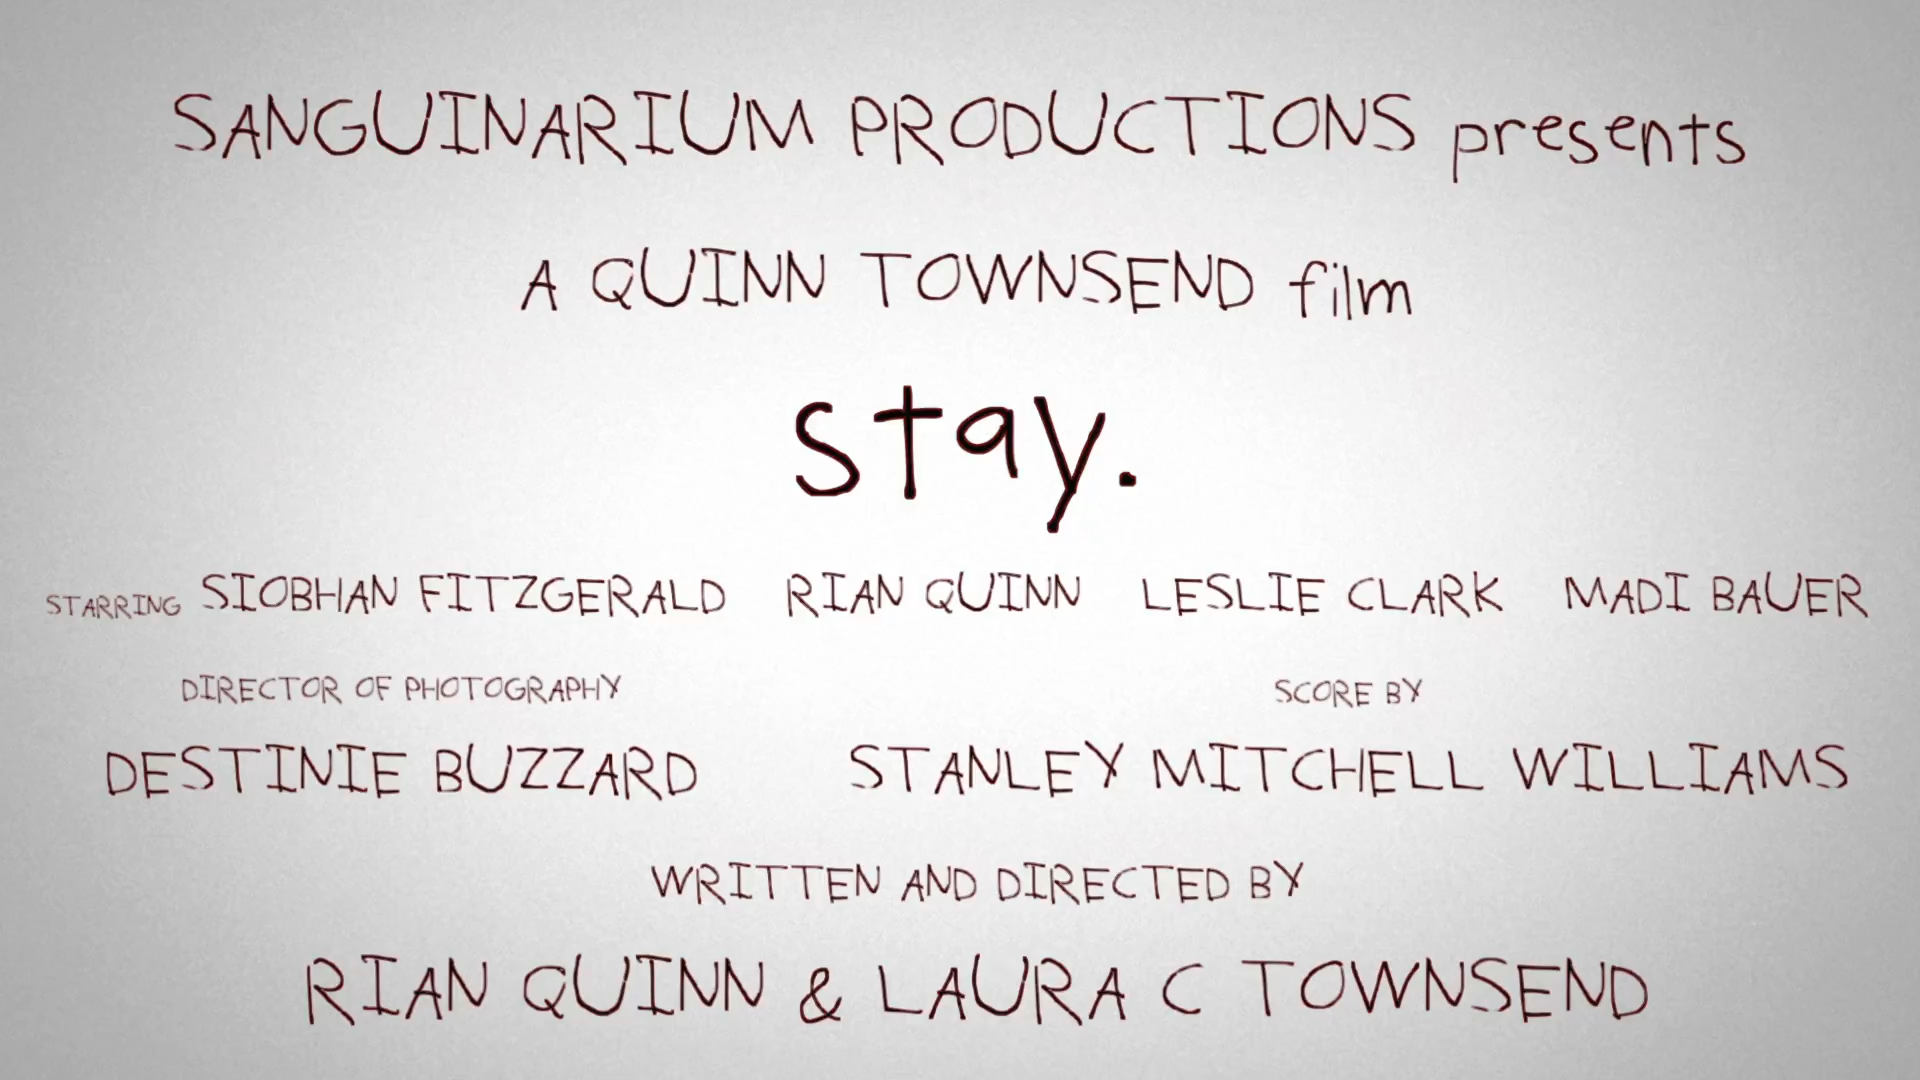 SANGUINARIUM PRODUCTIONS presents
A QUINN TOWNSEND film
stay.
STARRING SIOBHAN FITZGERALD RIAN QUINN LESLIE CLARK MADI BAUER
DIRECTOR OF PHOTOGRAPHY SCORE BY
DESTINIE BUZZARD STANLEY MITCHELL WILLIAMS
WRITTEN AND DIRECTED BY
RIAN QUINN & LAURA C TOWNSEND